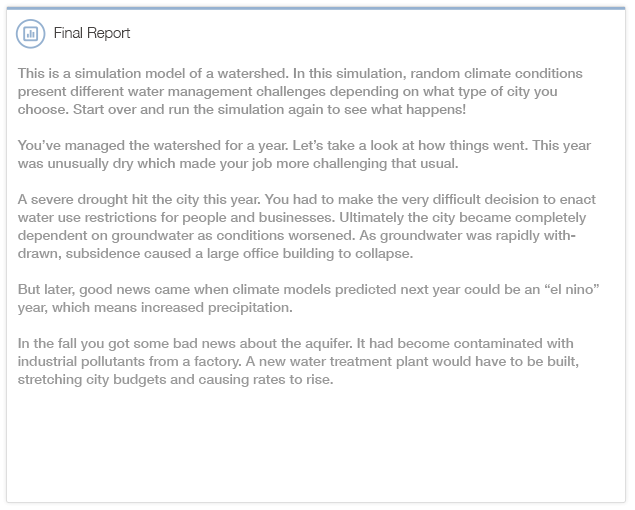 Final Report
This is a simulation model of a watershed. In this simulation, random climate conditions
present different water management challenges depending on what type of city you
choose. Start over and run the simulation again to see what happens!
You’ve managed the watershed for a year. Let’s take a look at how things went. This year
was unusually dry which made your job more challenging that usual.
A severe drought hit the city this year. You had to make the very difficult decision to enact
water use restrictions for people and businesses. Ultimately the city became completely
dependent on groundwater as conditions worsened. As groundwater was rapidly with-
drawn, subsidence caused a large office building to collapse.
But later, good news came when climate models predicted next year could be an “el nino”
year, which means increased precipitation.
In the fall you got some bad news about the aquifer. It had become contaminated with
industrial pollutants from a factory. A new water treatment plant would have to be built,
stretching city budgets and causing rates to rise.